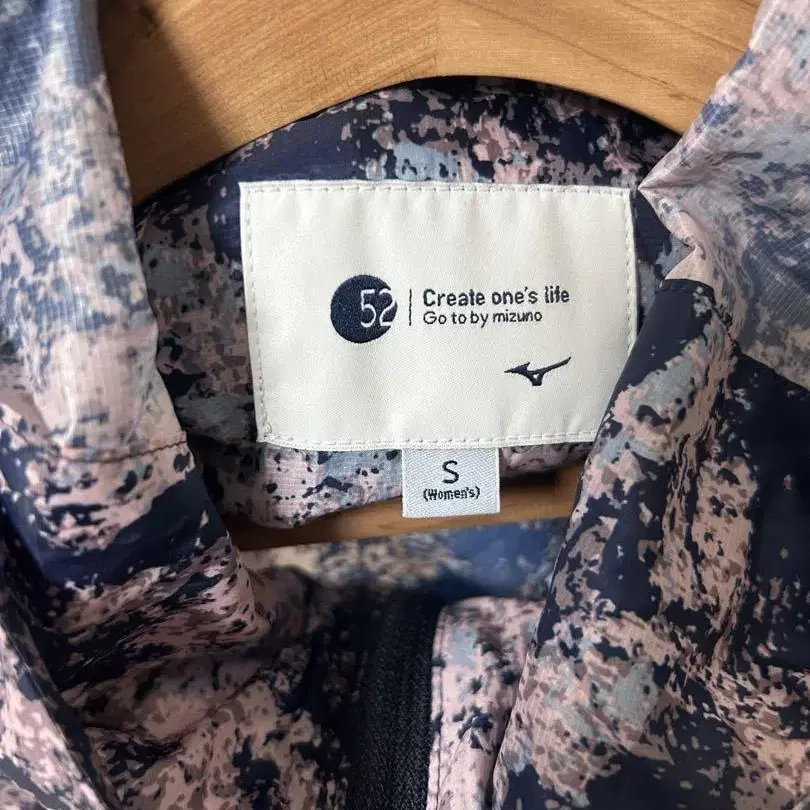 52
Create one's life
Go to by mizuno
S
(Women's)